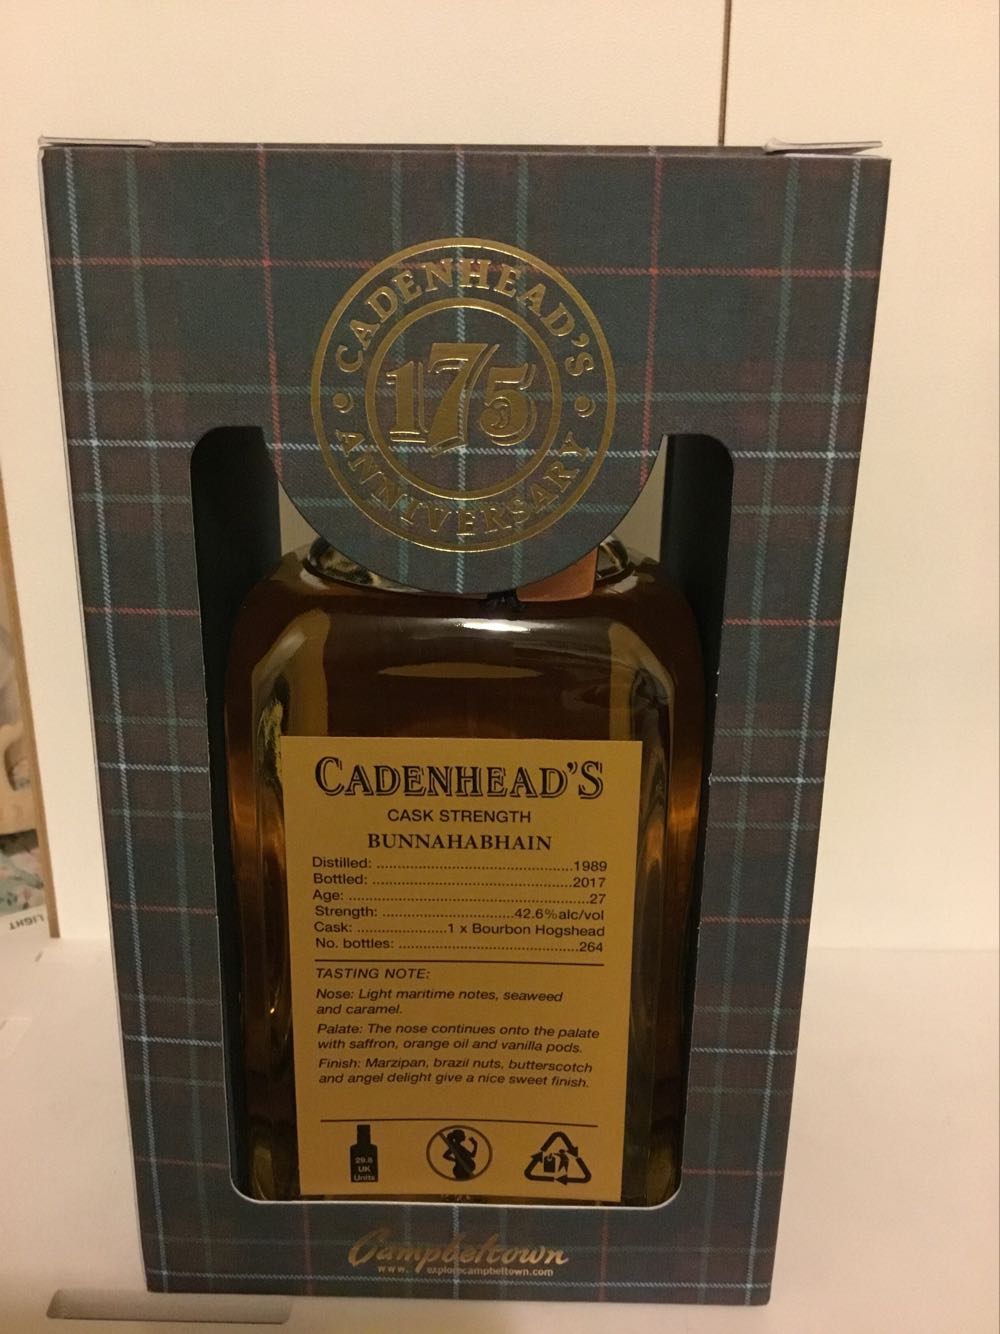 CADENHEAD'S
175
ANNIVERSARY
CADENHEAD'S
CASK STRENGTH
BUNNAHABHAIN
Distilled: ........................................1989
Bottled: ........................................2017
Age: ........................................27
Strength: ..........................42.6%alc/vol
Cask: ..................1 x Bourbon Hogshead
No. bottles: ....................................264
TASTING NOTE:
Nose: Light maritime notes, seaweed
and caramel.
Palate: The nose continues onto the palate
with saffron, orange oil and vanilla pods.
Finish: Marzipan, brazil nuts, butterscotch
and angel delight give a nice sweet finish.
29.8
UK
Units
Campbeltown
www. explorecampbeltown.com
LIGHT